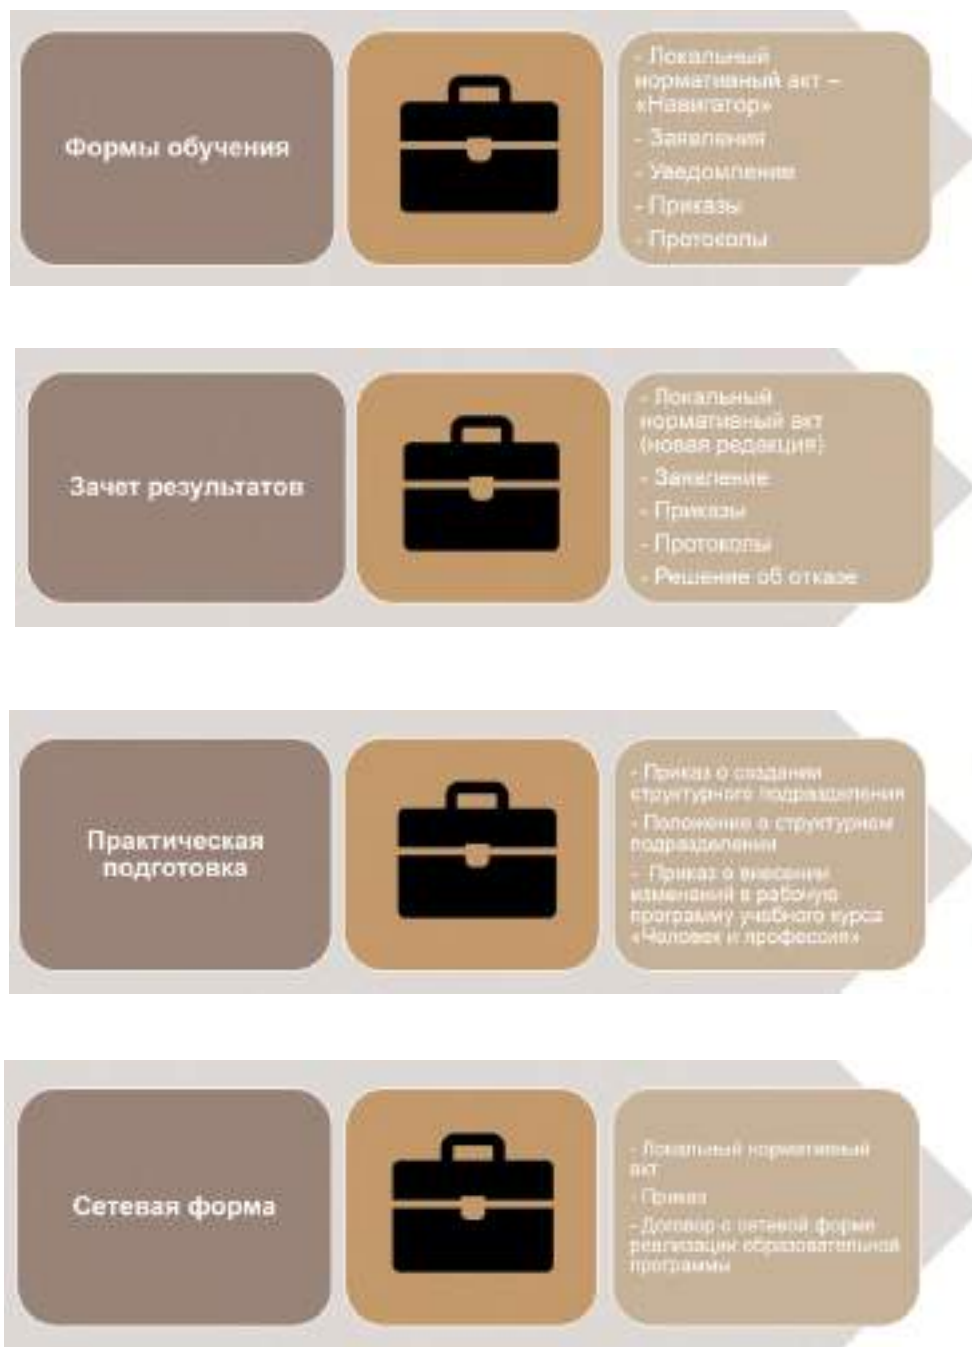 Формы обучения
- Локальный
нормативный акт –
«Навигатор»
- Заявления
- Уведомление
- Приказы
- Протоколы
Зачет результатов
- Локальный
нормативный акт
(новая редакция)
- Заявление
- Приказы
- Протоколы
- Решение об отказе
Практическая
подготовка
- Приказ о создании
структурного подразделения
- Положение о структурном
подразделении
- Приказ о внесении
изменений в рабочую
программу учебного курса
«Человек и профессия»
Сетевая форма
- Локальный нормативный
акт
- Приказ
- Договор о сетевой форме
реализации образовательной
программы